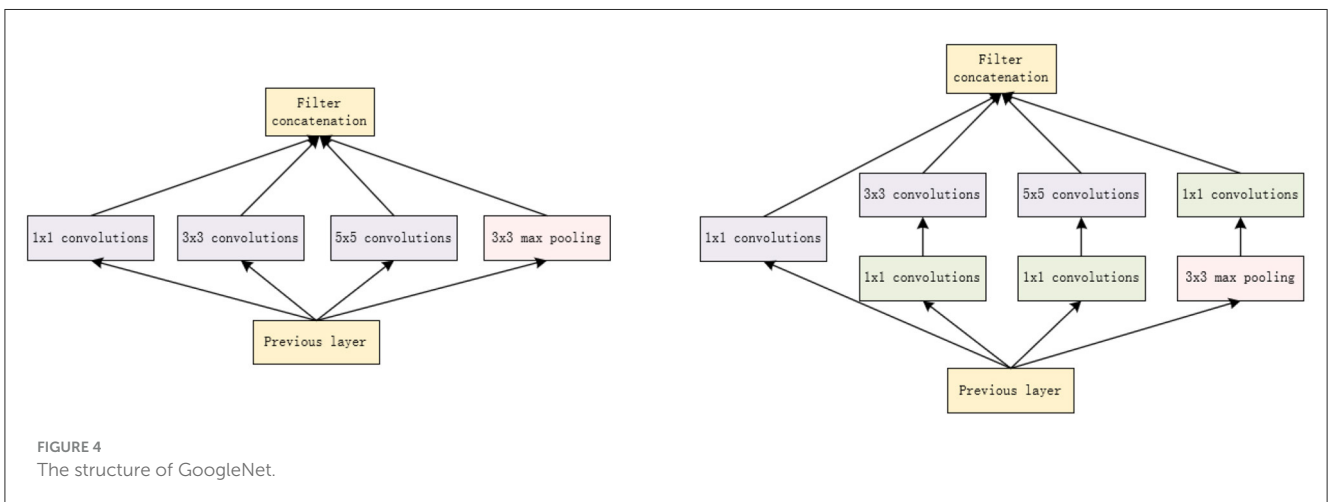 Filter
concatenation
1x1 convolutions
3x3 convolutions
5x5 convolutions
3x3 max pooling
Previous layer
Filter
concatenation
3x3 convolutions
5x5 convolutions
1x1 convolutions
1x1 convolutions
1x1 convolutions
1x1 convolutions
3x3 max pooling
Previous layer
FIGURE 4
The structure of GoogleNet.